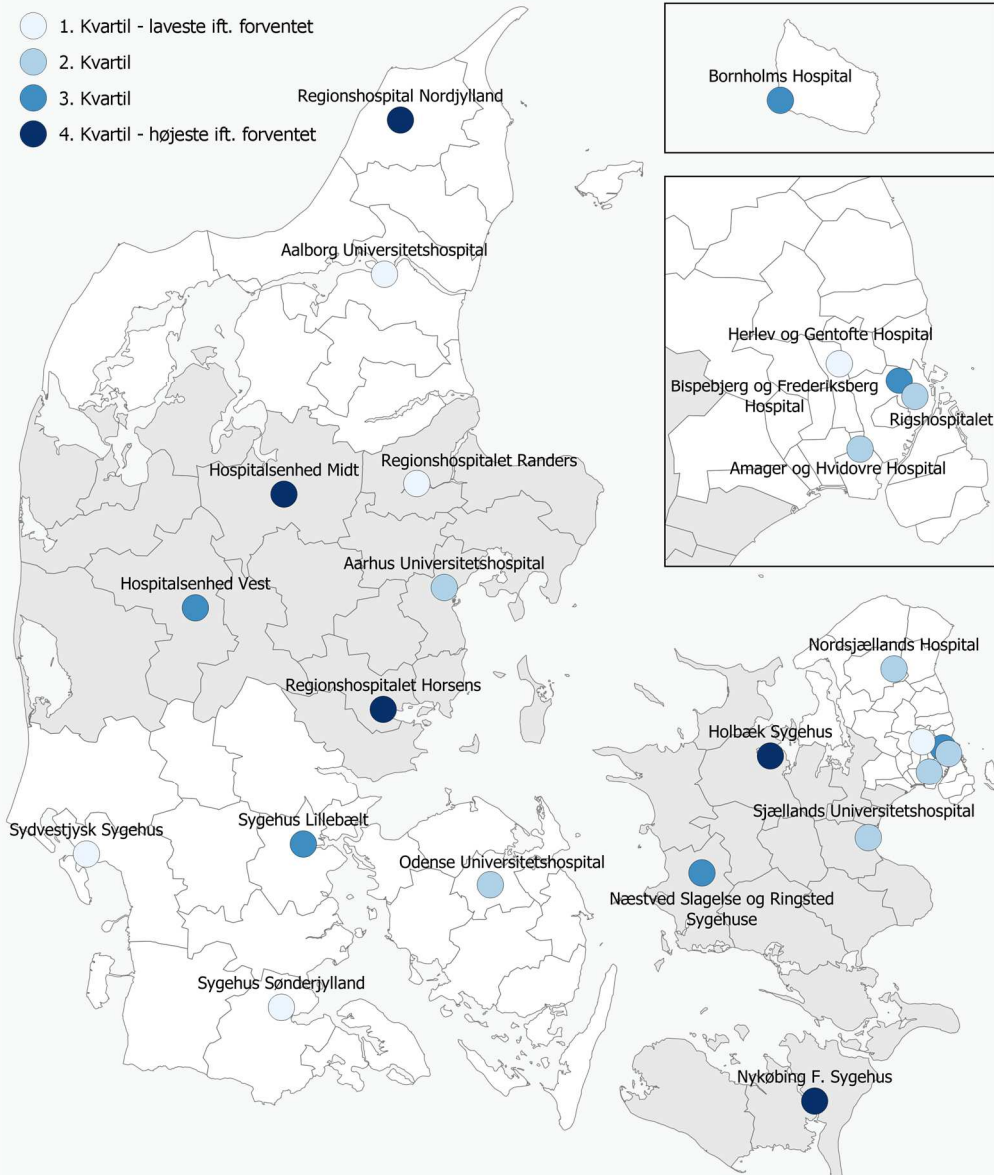 1. Kvartil - laveste ift. forventet
2. Kvartil
3. Kvartil
4. Kvartil - højeste ift. forventet
Bornholms Hospital
Regionshospital Nordjylland
Aalborg Universitetshospital
Herlev og Gentofte Hospital
Bispebjerg og Frederiksberg
Hospital
Rigshospitalet
Amager og Hvidovre Hospital
Regionshospitalet Randers
Hospitalsenhed Midt
Aarhus Universitetshospital
Hospitalsenhed Vest
Nordsjællands Hospital
Regionshospitalet Horsens
Holbæk Sygehus
Sjællands Universitetshospital
Sygehus Lillebælt
Sydvestjysk Sygehus
Odense Universitetshospital
Næstved Slagelse og Ringsted
Sygehuse
Sygehus Sønderjylland
Nykøbing F. Sygehus